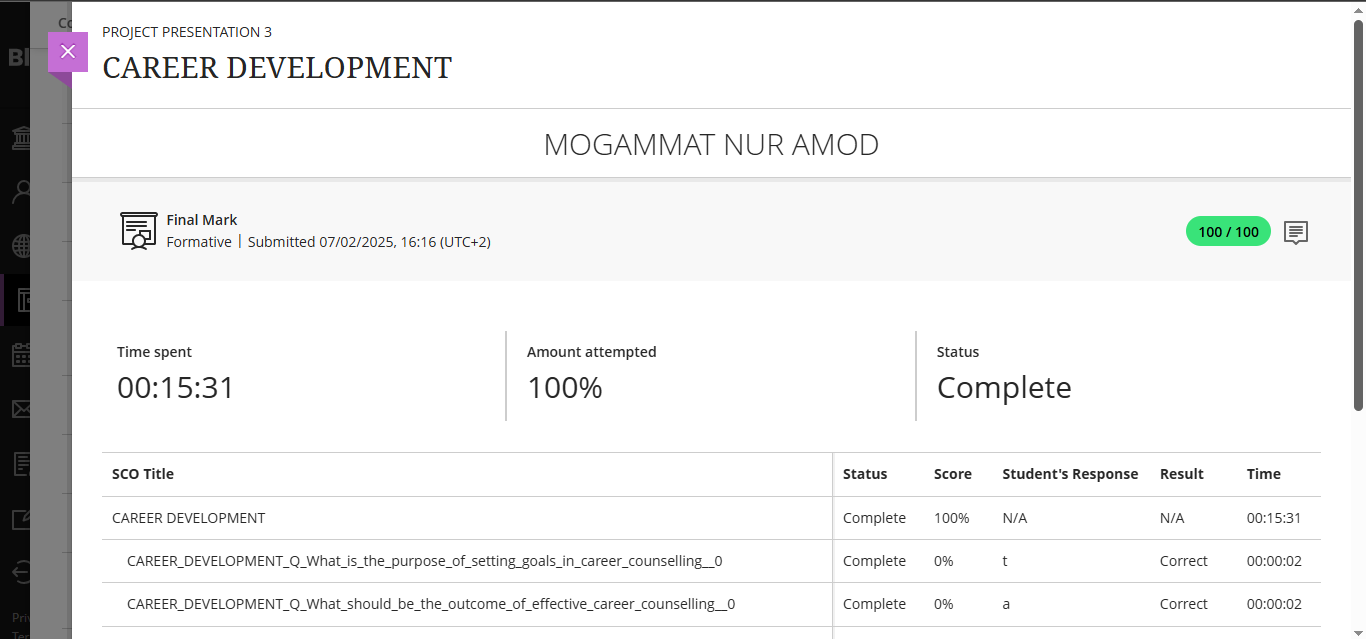 PROJECT PRESENTATION 3
CAREER DEVELOPMENT
MOGAMMAT NUR AMOD
Final Mark
Formative | Submitted 07/02/2025, 16:16 (UTC+2)
100 / 100
Time spent
00:15:31
Amount attempted
100%
Status
Complete
SCO Title Status Score Student's Response Result Time
CAREER DEVELOPMENT Complete 100% N/A N/A 00:15:31
CAREER_DEVELOPMENT_Q_What_is_the_purpose_of_setting_goals_in_career_counselling__0 Complete 0% t Correct 00:00:02
CAREER_DEVELOPMENT_Q_What_should_be_the_outcome_of_effective_career_counselling__0 Complete 0% a Correct 00:00:02